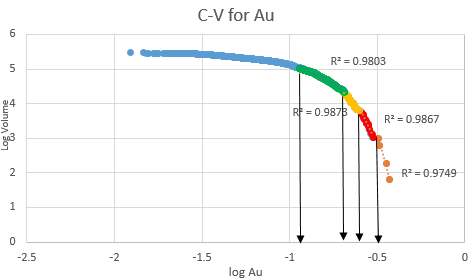 C-V for Au
6
5
4
3
2
1
0
Log Volume
R² = 0.9803
R² = 0.9873
R² = 0.9867
R² = 0.9749
-2.5
-2
-1.5
-1
-0.5
0
log Au